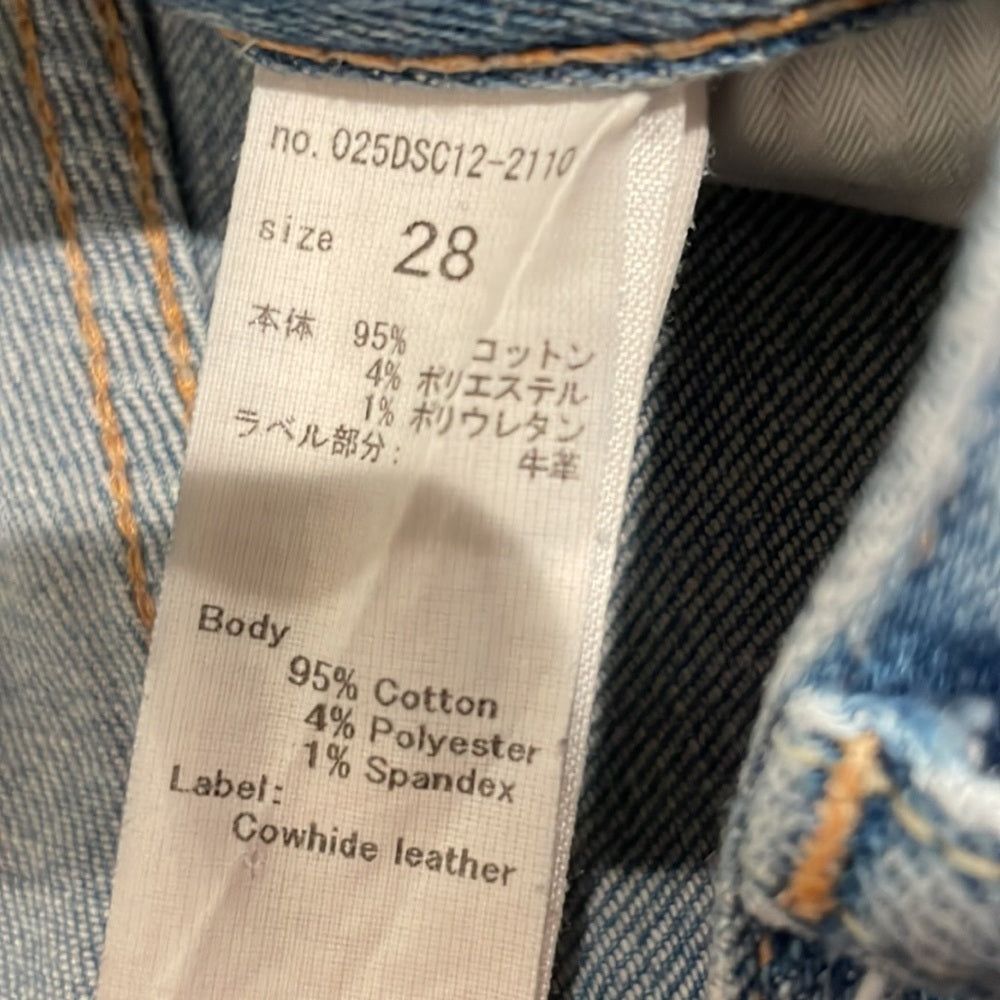 no. 025DSC12-2110
size 28
本体 95% コットン
4% ポリエステル
1% ポリウレタン
ラベル部分: 牛革
Body
95% Cotton
4% Polyester
1% Spandex
Label:
Cowhide leather